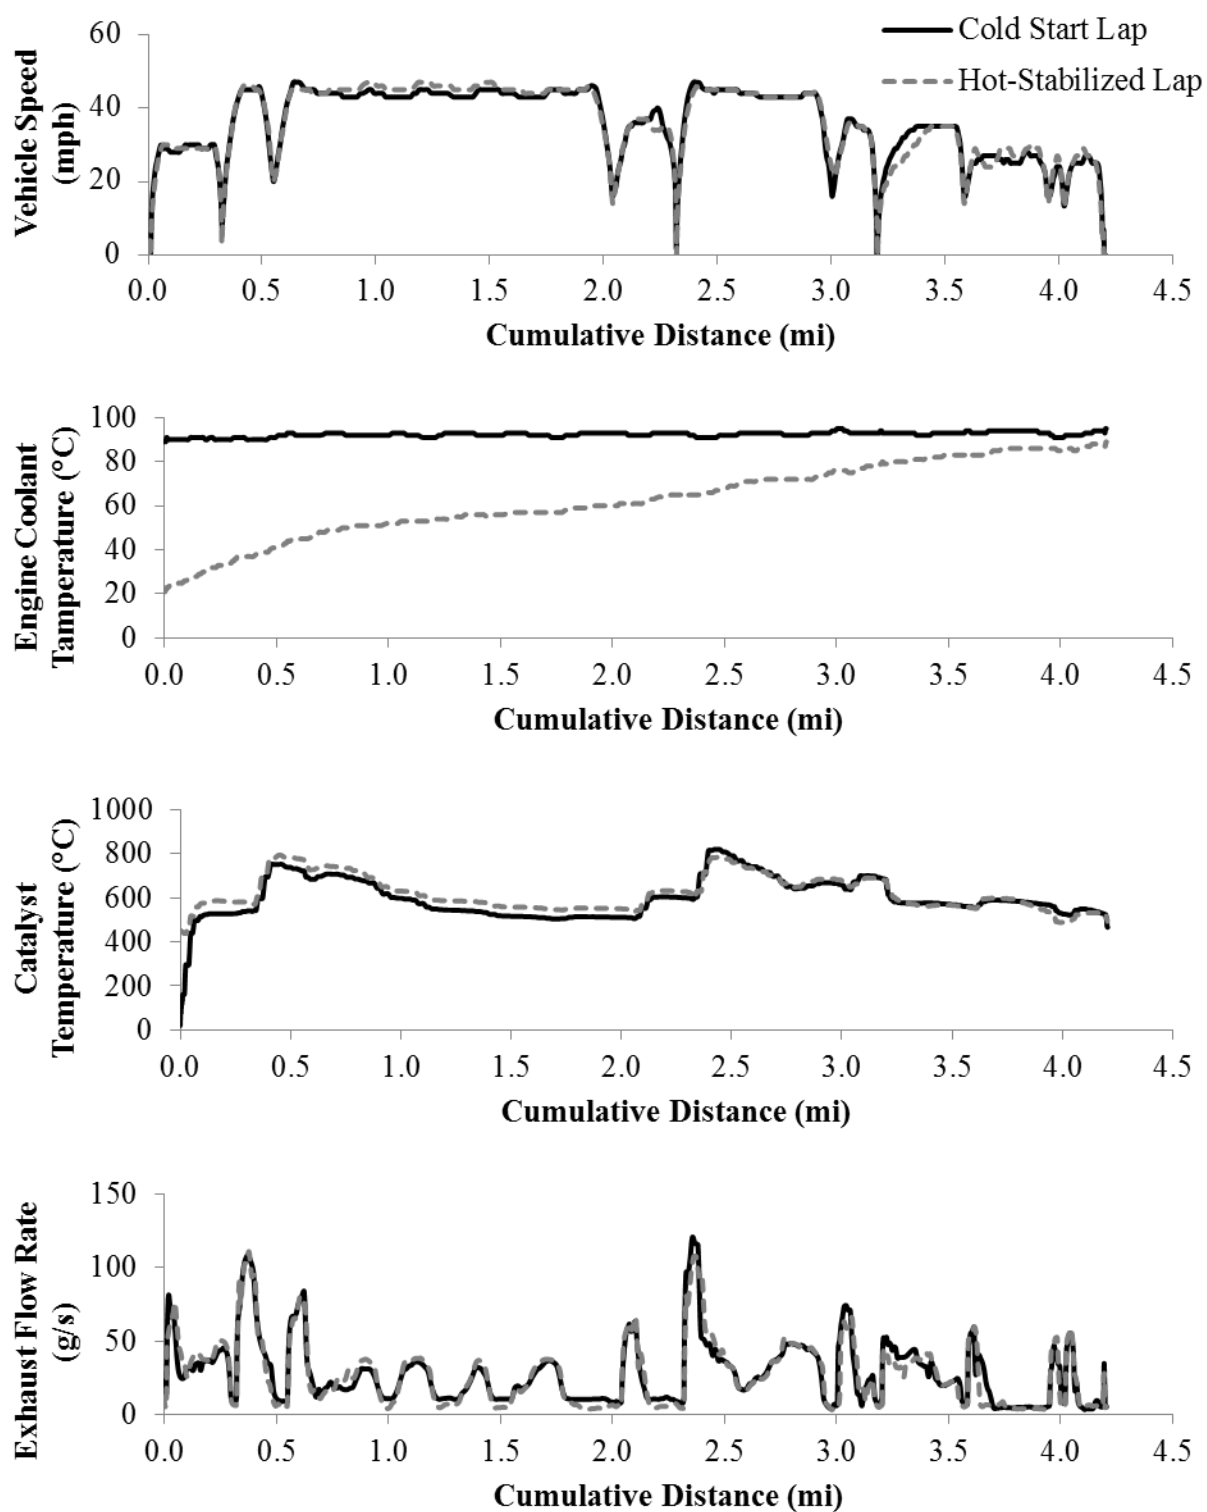 Cold Start Lap
Hot-Stabilized Lap
Vehicle Speed
(mph)
60
40
20
0
0.0 0.5 1.0 1.5 2.0 2.5 3.0 3.5 4.0 4.5
Cumulative Distance (mi)
Engine Coolant
Tamperature (°C)
100
80
60
40
20
0
0.0 0.5 1.0 1.5 2.0 2.5 3.0 3.5 4.0 4.5
Cumulative Distance (mi)
Catalyst
Temperature (°C)
1000
800
600
400
200
0
0.0 0.5 1.0 1.5 2.0 2.5 3.0 3.5 4.0 4.5
Cumulative Distance (mi)
Exhaust Flow Rate
(g/s)
150
100
50
0
0.0 0.5 1.0 1.5 2.0 2.5 3.0 3.5 4.0 4.5
Cumulative Distance (mi)